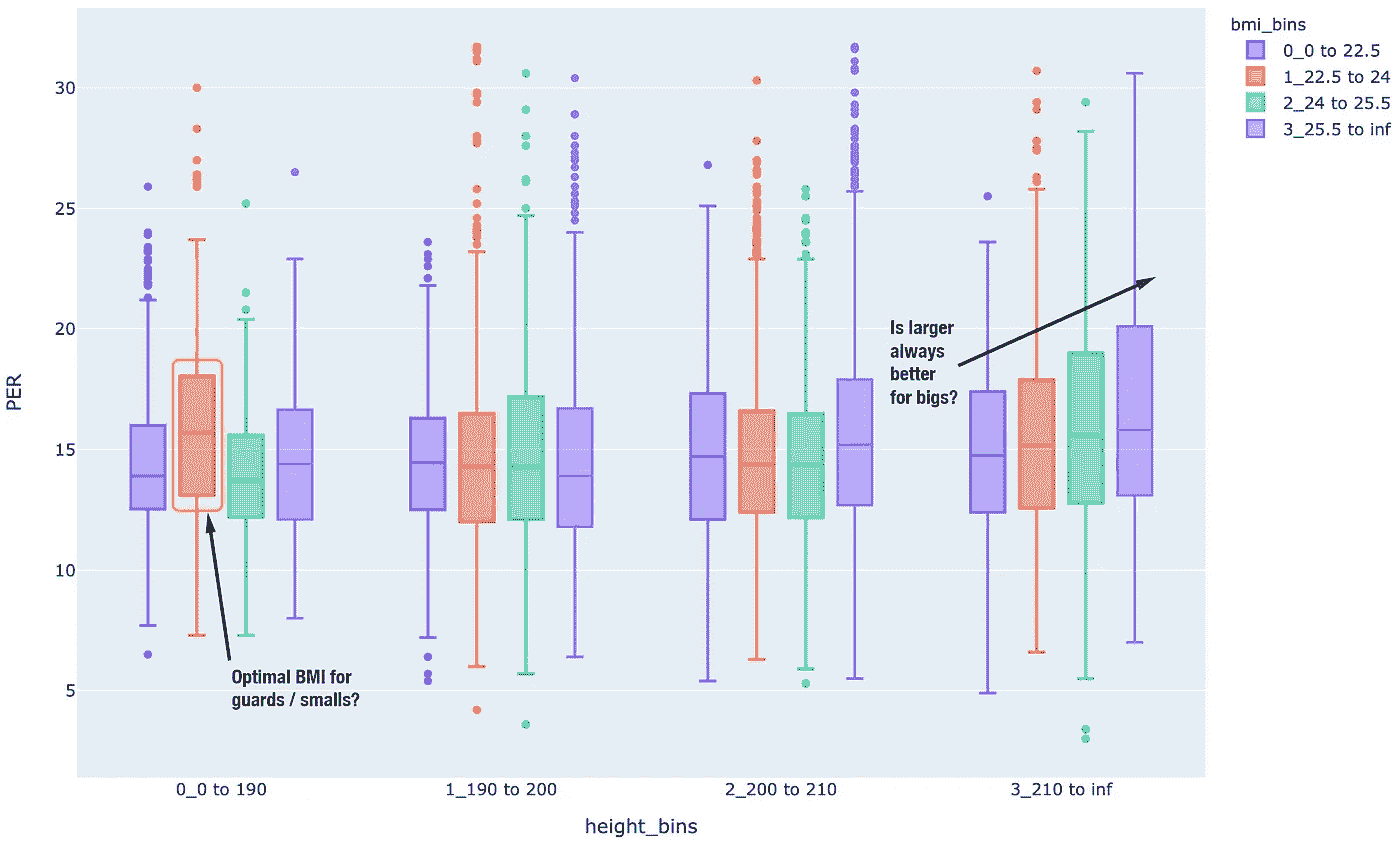 bmi_bins
0_0 to 22.5
1_22.5 to 24
2_24 to 25.5
3_25.5 to inf
PER
30
25
20
15
10
5
Is larger
always
better
for bigs?
Optimal BMI for
guards / smalls?
0_0 to 190
1_190 to 200
2_200 to 210
3_210 to inf
height_bins